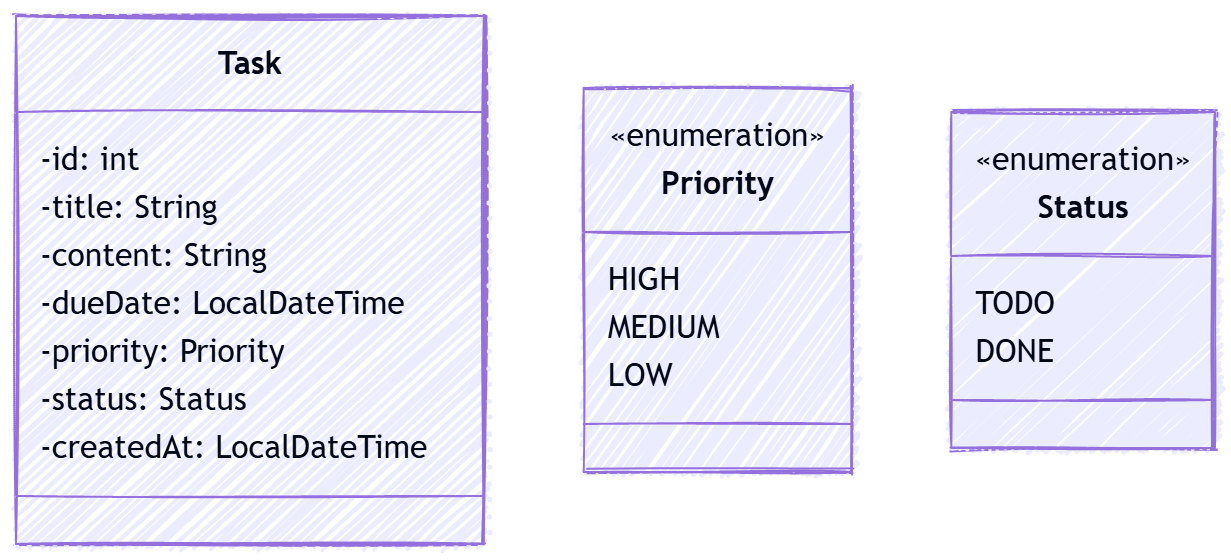 Task
-id: int
-title: String
-content: String
-dueDate: LocalDateTime
-priority: Priority
-status: Status
-createdAt: LocalDateTime
«enumeration»
Priority
HIGH
MEDIUM
LOW
«enumeration»
Status
TODO
DONE